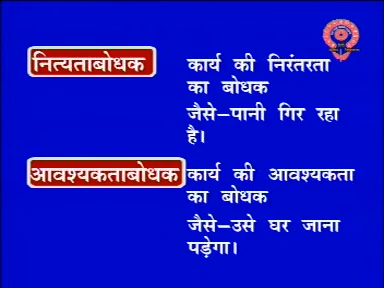 नित्यताबोधक कार्य की निरंतरता
का बोधक
जैसे–पानी गिर रहा
है।
आवश्यकताबोधक कार्य की आवश्यकता
का बोधक
जैसे–उसे घर जाना
पड़ेगा।